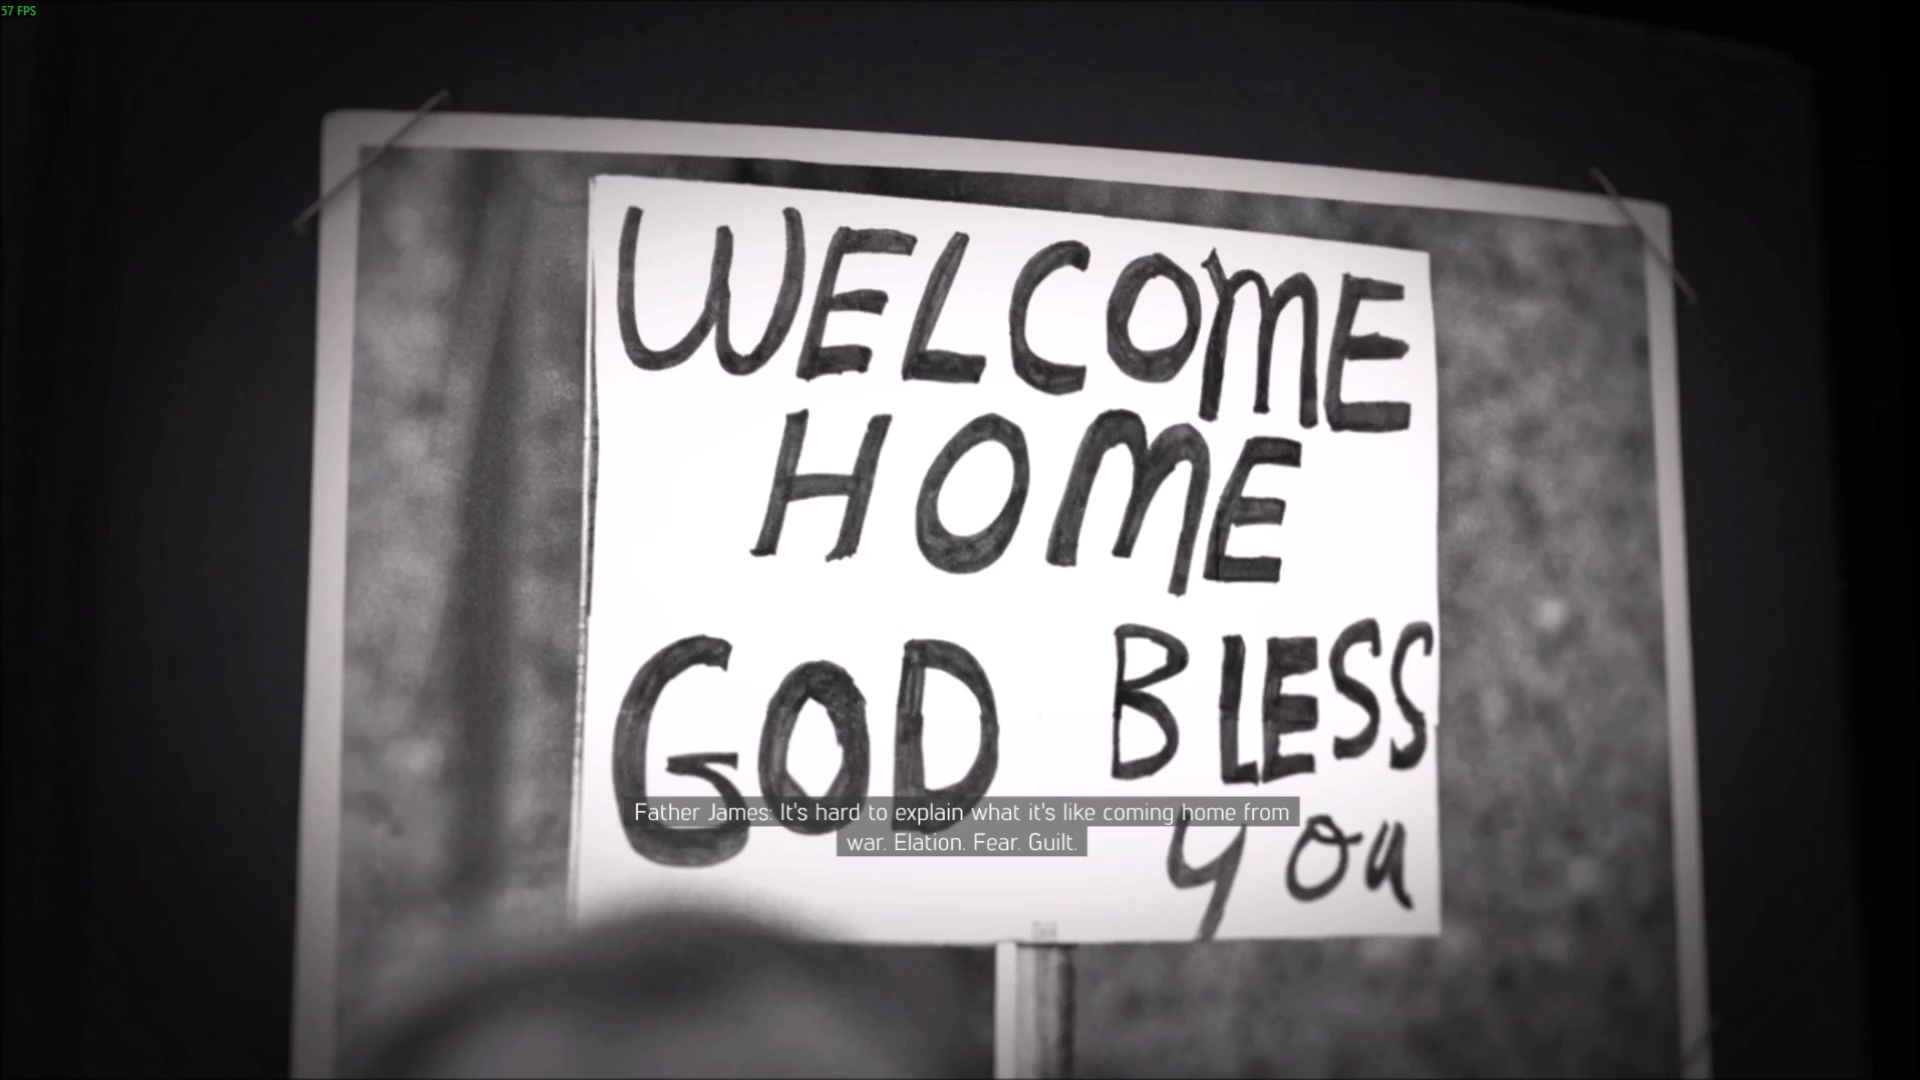 57 FPS
WELCOME
HOME
GOD BLESS
you
Father James: It's hard to explain what it's like coming home from
war. Elation. Fear. Guilt.